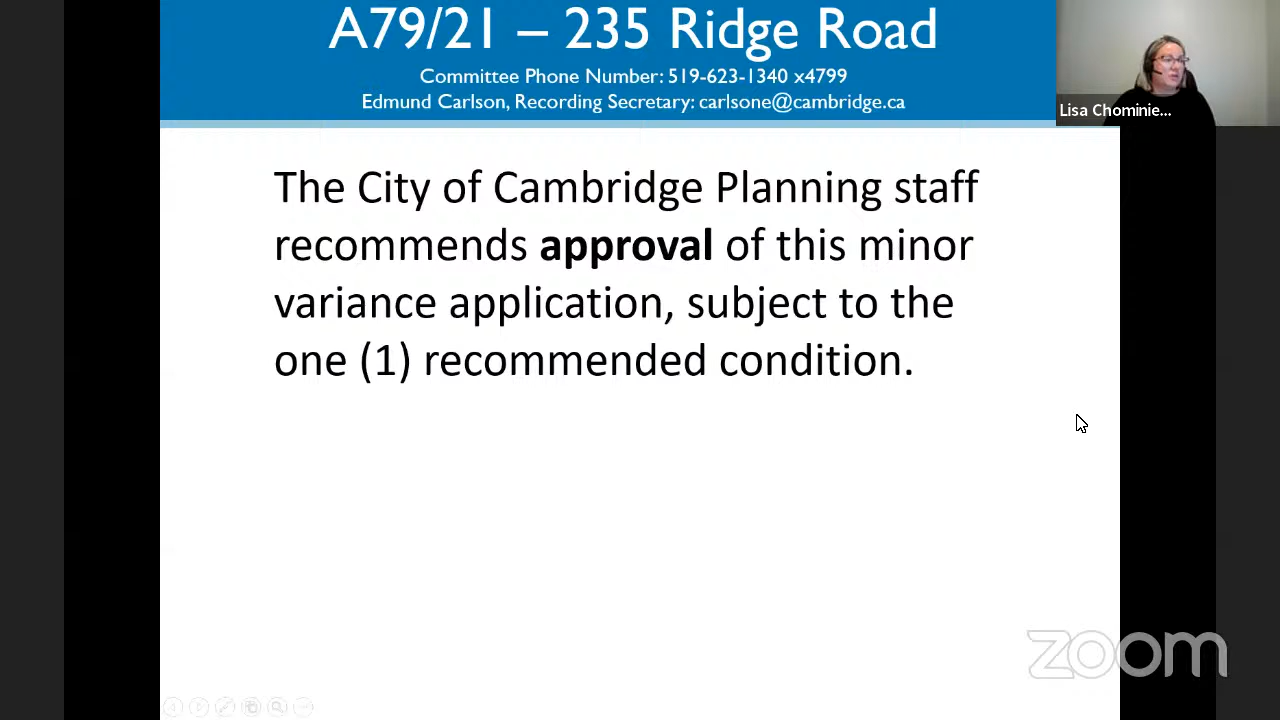 A79/21 – 235 Ridge Road
Committee Phone Number: 519-623-1340 x4799
Edmund Carlson, Recording Secretary: carlsone@cambridge.ca
Lisa Chominie...
The City of Cambridge Planning staff
recommends approval of this minor
variance application, subject to the
one (1) recommended condition.
zoom